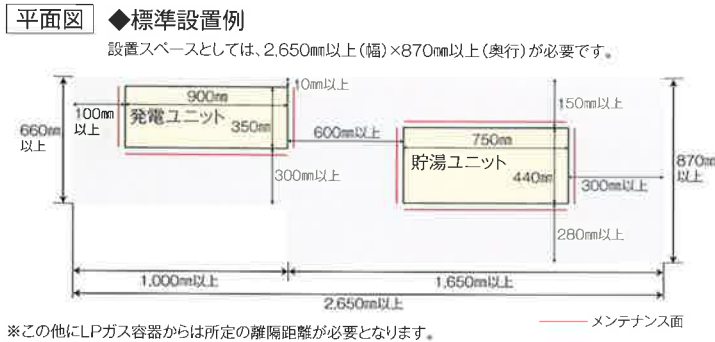 平面図 ◆標準設置例
設置スペースとしては、2,650㎜以上(幅)×870㎜以上(奥行)が必要です。
10㎜以上
900㎜
100㎜
以上
発電ユニット
350㎜
660㎜
以上
150㎜以上
600㎜以上
750㎜
貯湯ユニット
870㎜
以上
300㎜以上
440㎜
300㎜以上
280㎜以上
1,000㎜以上
1,650㎜以上
2,650㎜以上
メンテナンス面
※この他にLPガス容器からは所定の離隔距離が必要となります。